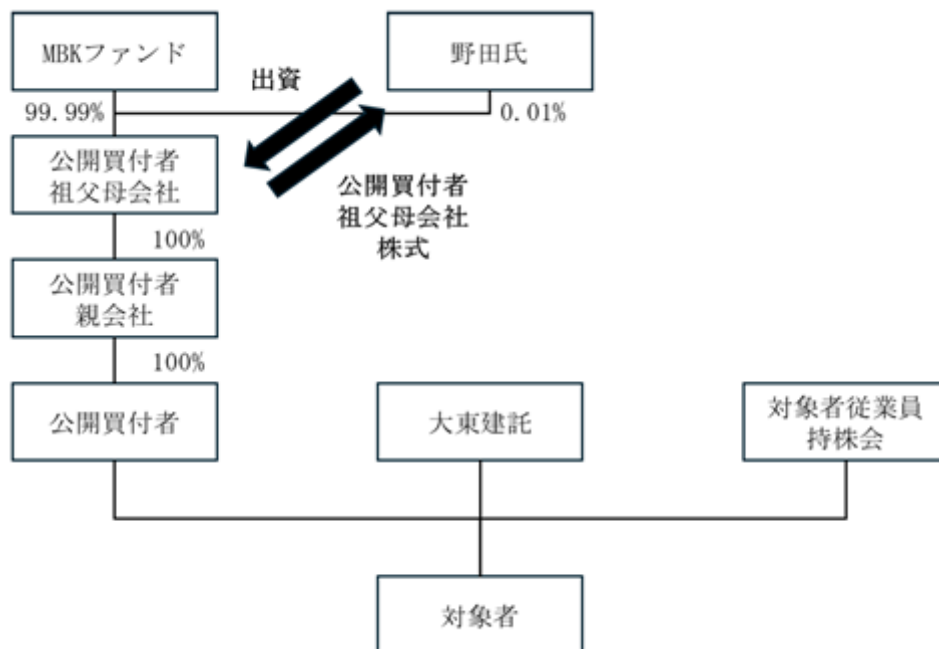 MBKファンド
野田氏
出資
99.99%
0.01%
公開買付者
祖父母会社
公開買付者
祖父母会社
株式
100%
公開買付者
親会社
100%
公開買付者
大東建託
対象者従業員
持株会
対象者